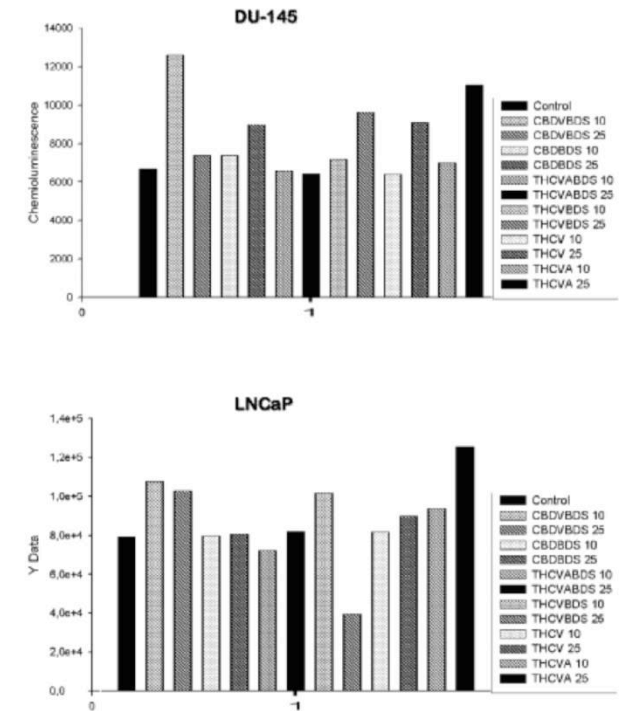 DU-145
14000
12000
10000
8000
6000
4000
2000
0
Chemioluminescence
0
1
Control
CBDVBDS 10
CBDVBDS 25
CBDBDS 10
CBDBDS 25
THCVABDS 10
THCVABDS 25
THCVBDS 10
THCVBDS 25
THCV 10
THCV 25
THCVA 10
THCVA 25
LNCaP
1,4e+5
1,2e+5
1,0e+5
8,0e+4
6,0e+4
4,0e+4
2,0e+4
0,0
Y Data
0
1
Control
CBDVBDS 10
CBDVBDS 25
CBDBDS 10
CBDBDS 25
THCVABDS 10
THCVABDS 25
THCVBDS 10
THCVBDS 25
THCV 10
THCV 25
THCVA 10
THCVA 25